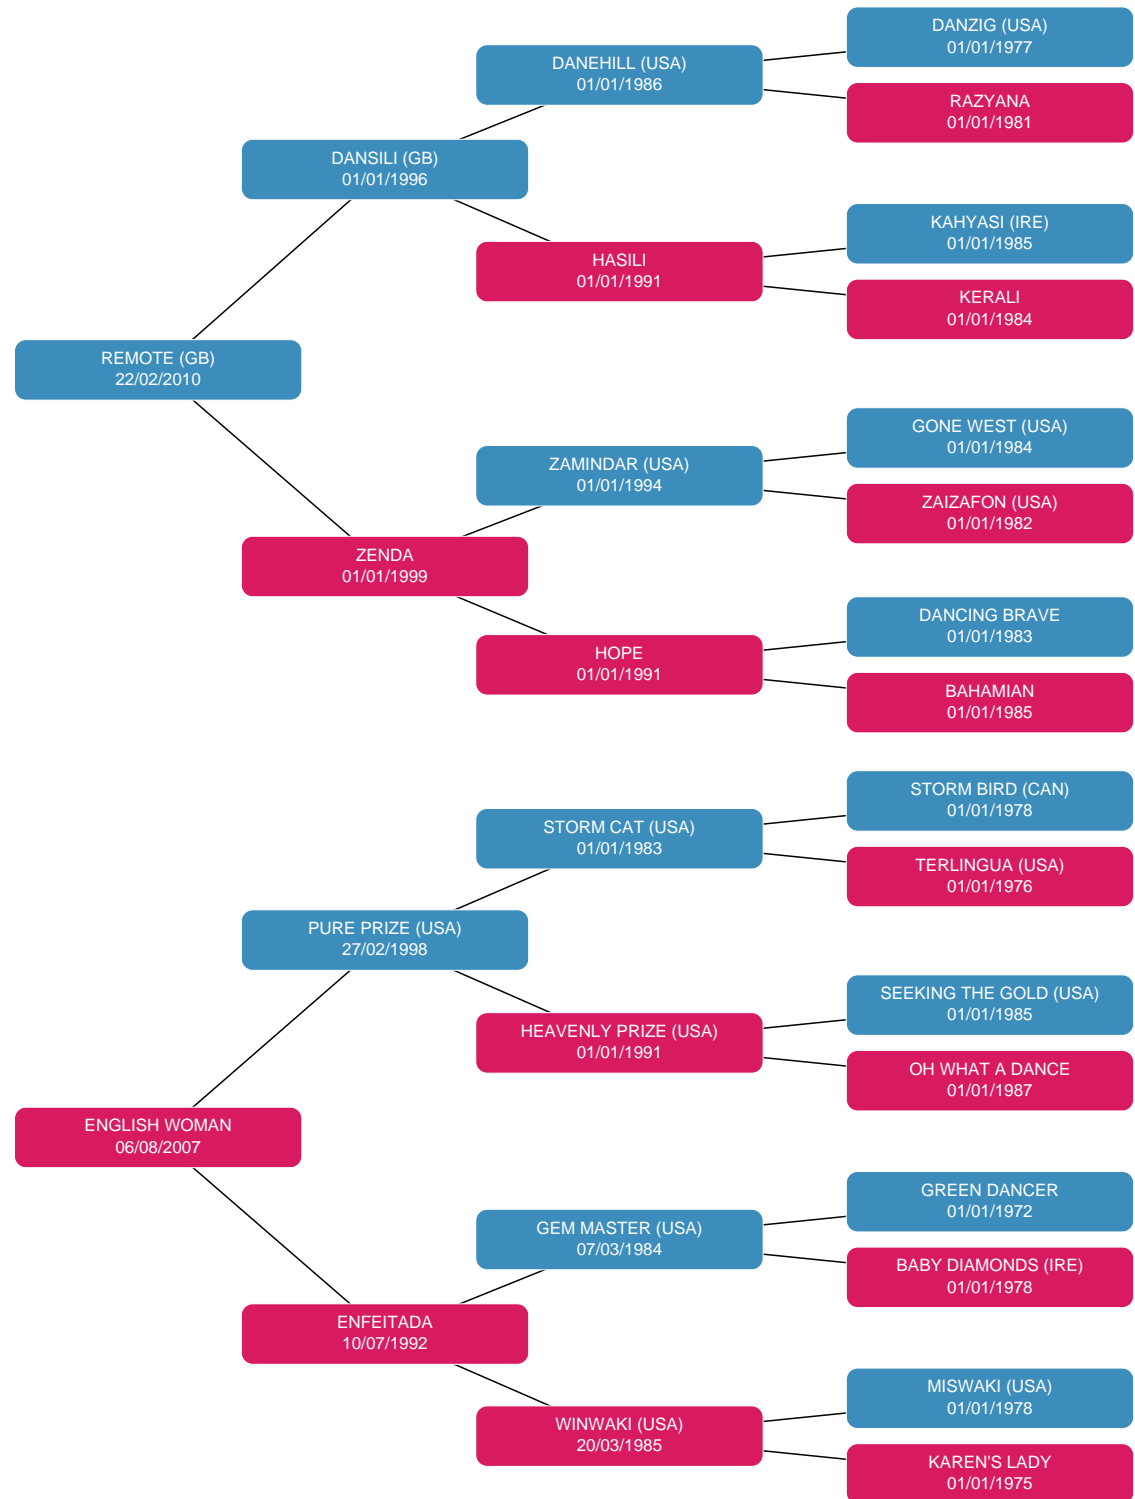 DANZIG (USA)
01/01/1977
DANEHILL (USA)
01/01/1986
RAZYANA
01/01/1981
DANSILI (GB)
01/01/1996
KAHYASI (IRE)
01/01/1985
HASILI
01/01/1991
KERALI
01/01/1984
REMOTE (GB)
22/02/2010
GONE WEST (USA)
01/01/1984
ZAMINDAR (USA)
01/01/1994
ZAIZAFON (USA)
01/01/1982
ZENDA
01/01/1999
DANCING BRAVE
01/01/1983
HOPE
01/01/1991
BAHAMIAN
01/01/1985
STORM BIRD (CAN)
01/01/1978
STORM CAT (USA)
01/01/1983
TERLINGUA (USA)
01/01/1976
PURE PRIZE (USA)
27/02/1998
SEEKING THE GOLD (USA)
01/01/1985
HEAVENLY PRIZE (USA)
01/01/1991
OH WHAT A DANCE
01/01/1987
ENGLISH WOMAN
06/08/2007
GREEN DANCER
01/01/1972
GEM MASTER (USA)
07/03/1984
BABY DIAMONDS (IRE)
01/01/1978
ENFEITADA
10/07/1992
MISWAKI (USA)
01/01/1978
WINWAKI (USA)
20/03/1985
KAREN'S LADY
01/01/1975